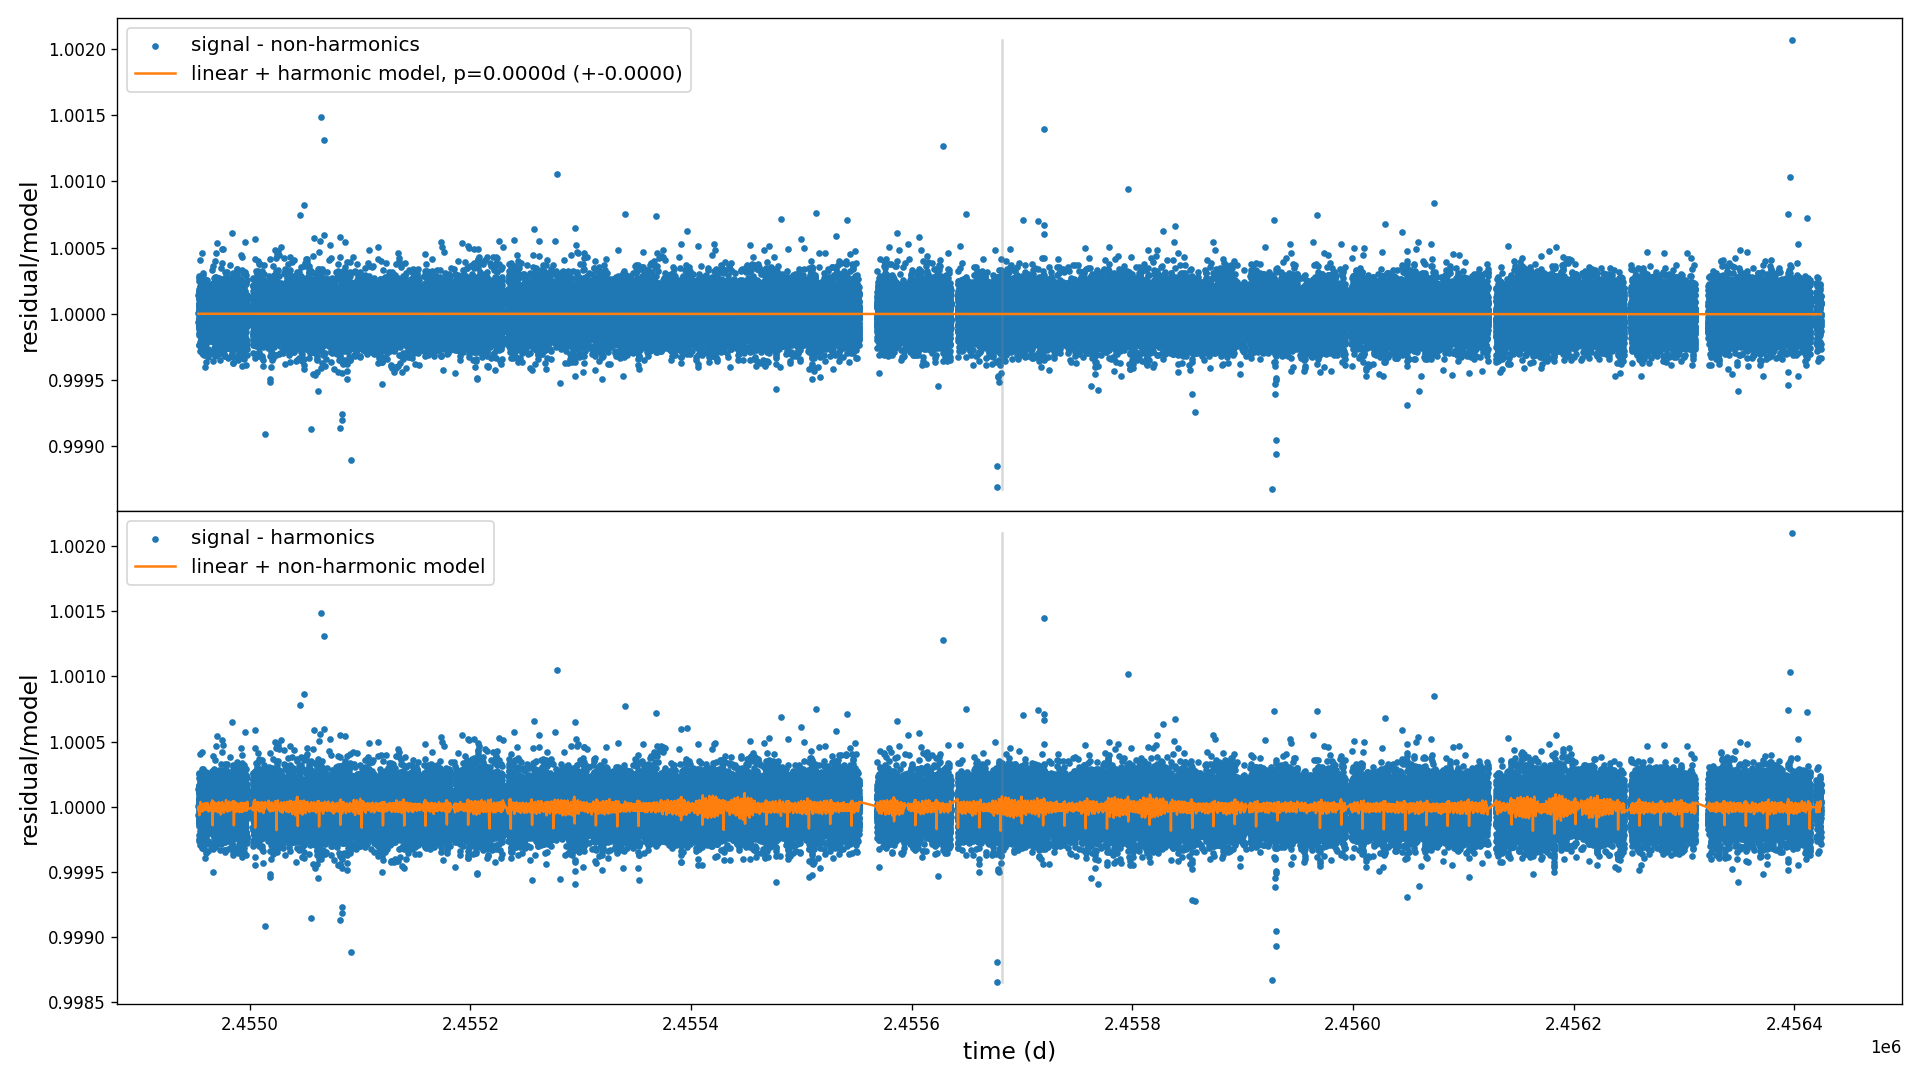 signal - non-harmonics
linear + harmonic model, p=0.0000d (+-0.0000)
1.0020
1.0015
1.0010
1.0005
1.0000
0.9995
0.9990
residual/model
signal - harmonics
linear + non-harmonic model
1.0020
1.0015
1.0010
1.0005
1.0000
0.9995
0.9990
0.9985
residual/model
2.4550
2.4552
2.4554
2.4556
2.4558
2.4560
2.4562
2.4564
1e6
time (d)